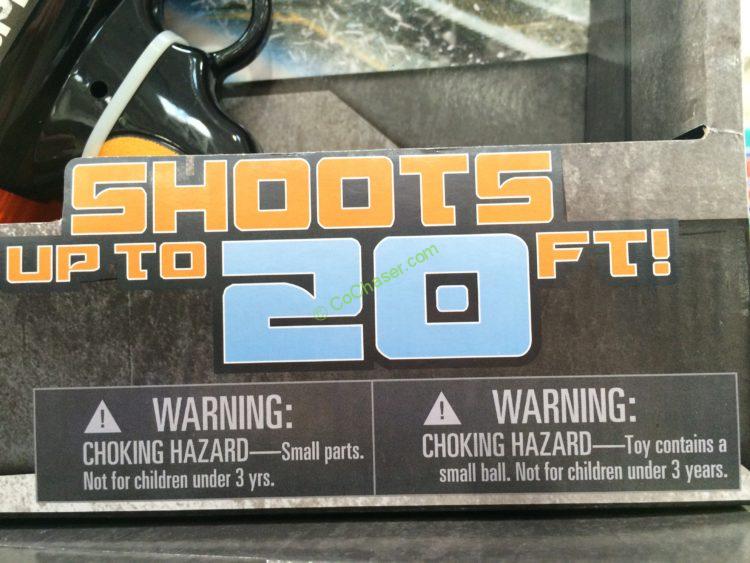 SHOOTS
UP TO 20 FT!
© CoChaser.com
WARNING:
CHOKING HAZARD—Small parts.
Not for children under 3 yrs.
WARNING:
CHOKING HAZARD—Toy contains a
small ball. Not for children under 3 years.